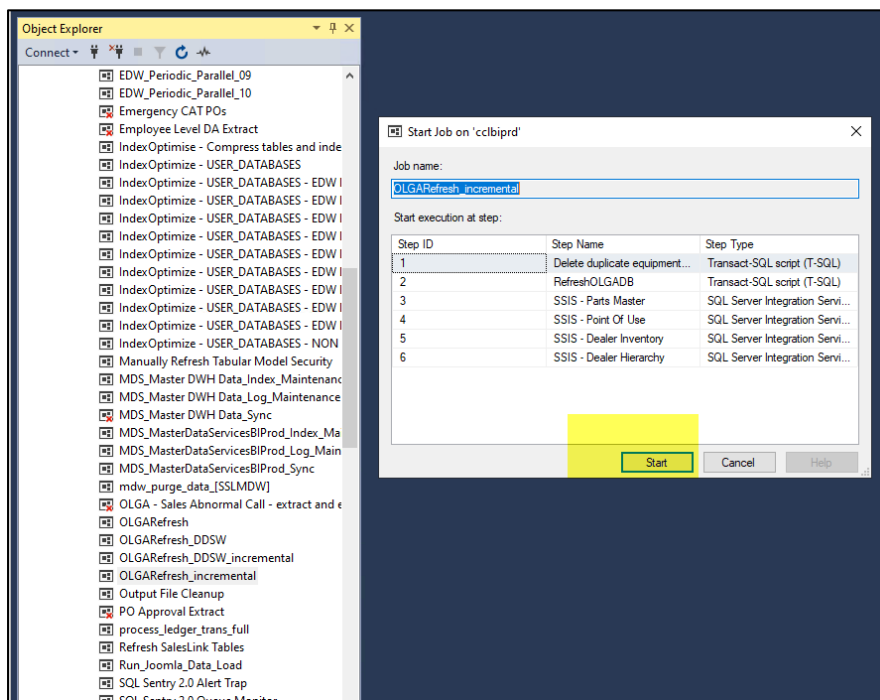 Object Explorer
Connect
EDW_Periodic_Parallel_09
EDW_Periodic_Parallel_10
Emergency CAT POs
Employee Level DA Extract
IndexOptimise - Compress tables and inde
IndexOptimise - USER_DATABASES
IndexOptimize - USER_DATABASES - EDW I
IndexOptimize - USER_DATABASES - EDW I
IndexOptimize - USER_DATABASES - EDW I
IndexOptimize - USER_DATABASES - EDW I
IndexOptimize - USER_DATABASES - EDW I
IndexOptimize - USER_DATABASES - EDW I
IndexOptimize - USER_DATABASES - EDW I
IndexOptimize - USER_DATABASES - EDW I
IndexOptimize - USER_DATABASES - EDW I
IndexOptimize - USER_DATABASES - NON
Manually Refresh Tabular Model Security
MDS_Master DWH Data_Index_Maintenanc
MDS_Master DWH Data_Log_Maintenance
MDS_Master DWH Data_Sync
MDS_MasterDataServicesBIProd_Index_Ma
MDS_MasterDataServicesBIProd_Log_Main
MDS_MasterDataServicesBIProd_Sync
mdw_purge_data_[SSLMDW]
OLGA - Sales Abnormal Call - extract and e
OLGARefresh
OLGARefresh_DDSW
OLGARefresh_DDSW_incremental
OLGARefresh_incremental
Output File Cleanup
PO Approval Extract
process_ledger_trans_full
Refresh SalesLink Tables
Run_Joomla_Data_Load
SQL Sentry 2.0 Alert Trap
SQL Sentry 2.0 Queue Monitor
Start Job on 'cclbiprd'
Job name:
OLGARefresh_incremental
Start execution at step:
Step ID Step Name Step Type
1 Delete duplicate equipment... Transact-SQL script (T-SQL)
2 RefreshOLGADB Transact-SQL script (T-SQL)
3 SSIS - Parts Master SQL Server Integration Servi...
4 SSIS - Point Of Use SQL Server Integration Servi...
5 SSIS - Dealer Inventory SQL Server Integration Servi...
6 SSIS - Dealer Hierarchy SQL Server Integration Servi...
Start Cancel Help